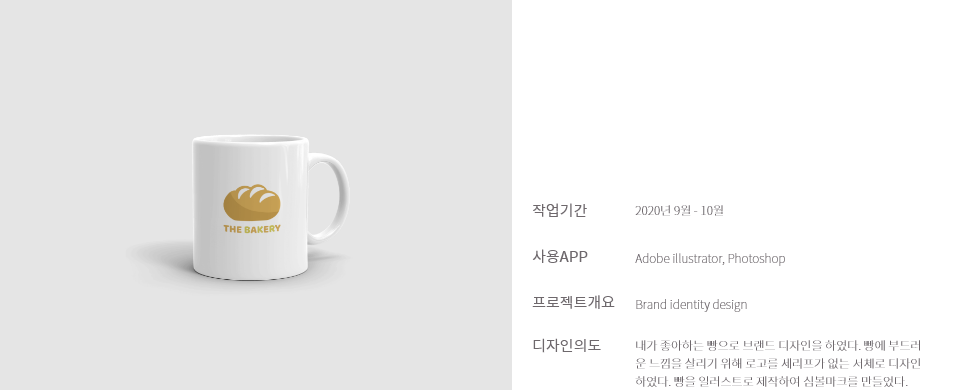 THE BAKERY
작업기간
2020년 9월 - 10월
사용APP
Adobe illustrator, Photoshop
프로젝트개요
Brand identity design
디자인의도
내가 좋아하는 빵으로 브랜드 디자인을 하였다. 빵에 부드러
운 느낌을 살리기 위해 로고를 세리프가 없는 서체로 디자인
하였다. 빵을 일러스트로 제작하여 심볼마크를 만들었다.